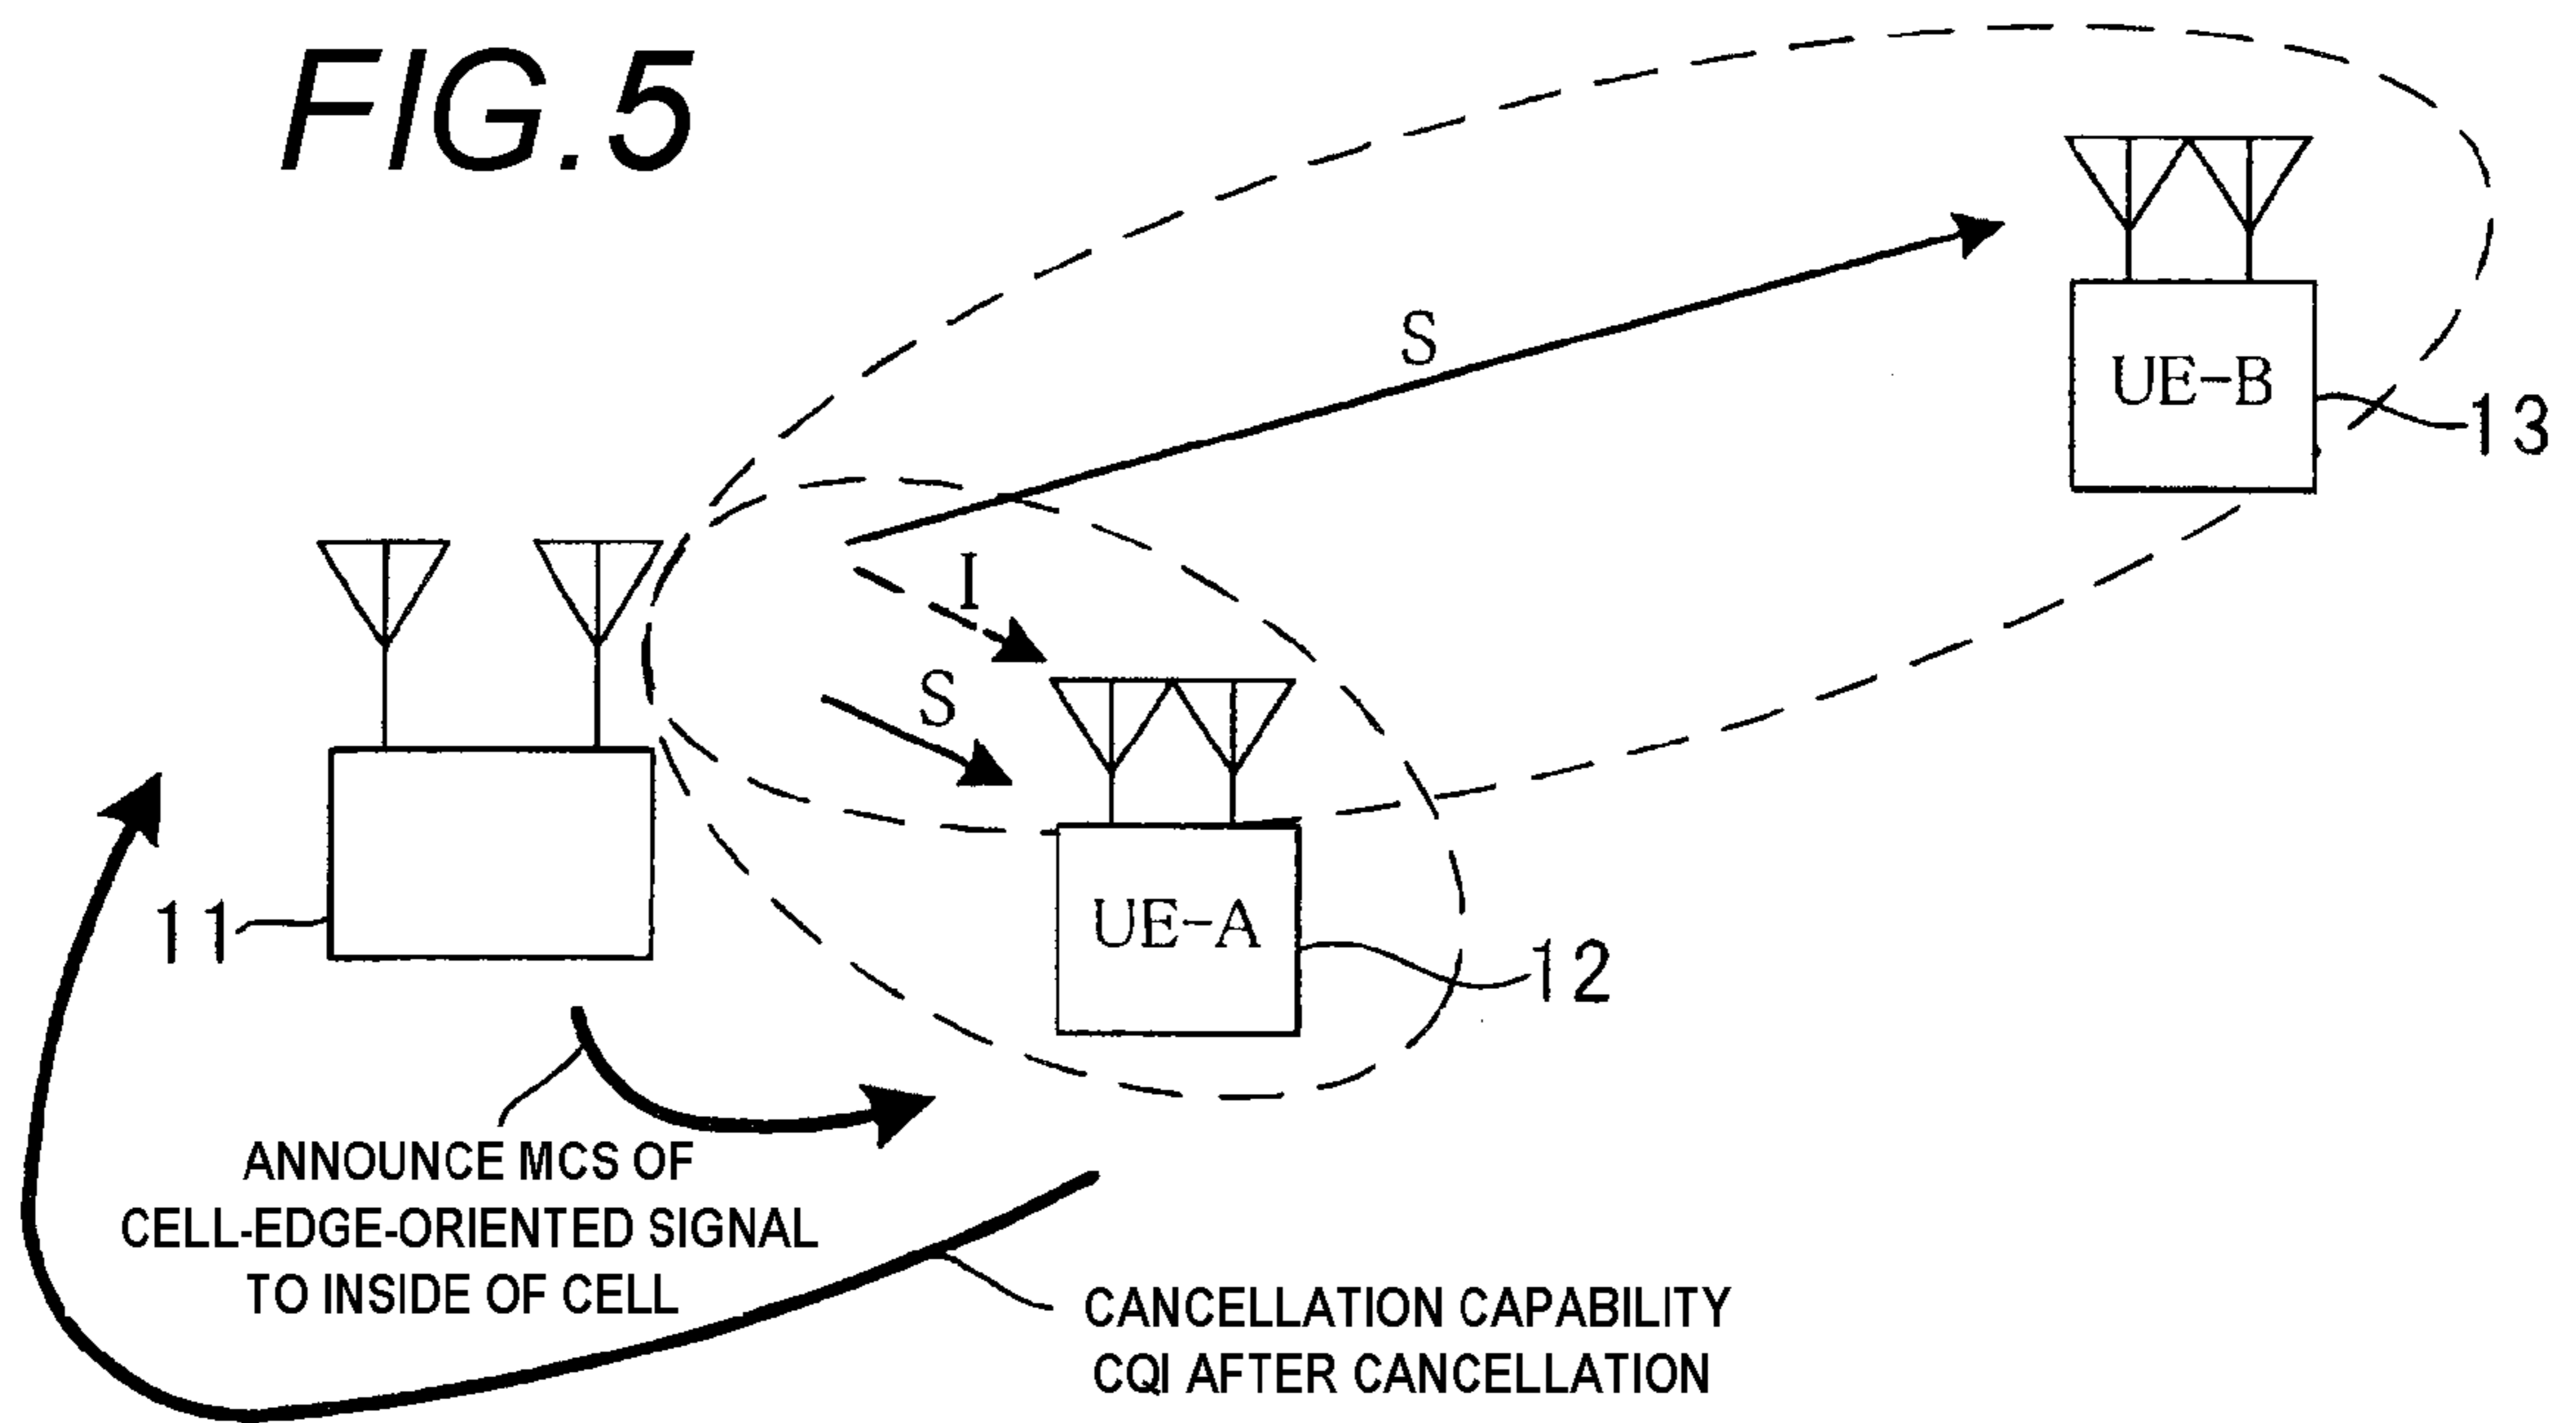 FIG.5
S
UE-B
13
I
S
11
UE-A
12
ANNOUNCE MCS OF
CELL-EDGE-ORIENTED SIGNAL
TO INSIDE OF CELL
CANCELLATION CAPABILITY
CQI AFTER CANCELLATION